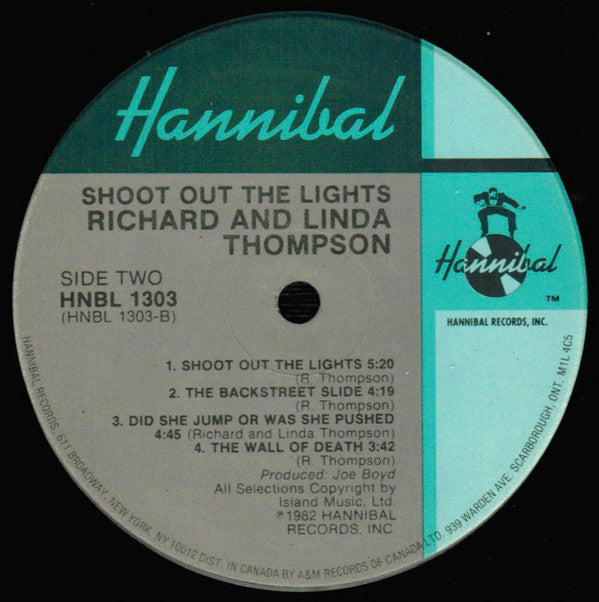 Hannibal
SHOOT OUT THE LIGHTS
RICHARD AND LINDA
THOMPSON
SIDE TWO
HNBL 1303
(HNBL 1303-B)
Hannibal
TM
HANNIBAL RECORDS, INC.
1. SHOOT OUT THE LIGHTS 5:20
(R. Thompson)
2. THE BACKSTREET SLIDE 4:19
(R. Thompson)
3. DID SHE JUMP OR WAS SHE PUSHED
4:45 (Richard and Linda Thompson)
4. THE WALL OF DEATH 3:42
(R. Thompson)
Produced: Joe Boyd
All Selections Copyright by
Island Music, Ltd.
℗1982 HANNIBAL
RECORDS, INC.
HANNIBAL RECORDS, 611 BROADWAY, NEW YORK, NY 10012 DIST. IN CANADA BY A&M RECORDS OF CANADA LTD. 939 WARDEN AVE. SCARBOROUGH, ONT. M1L 4C5